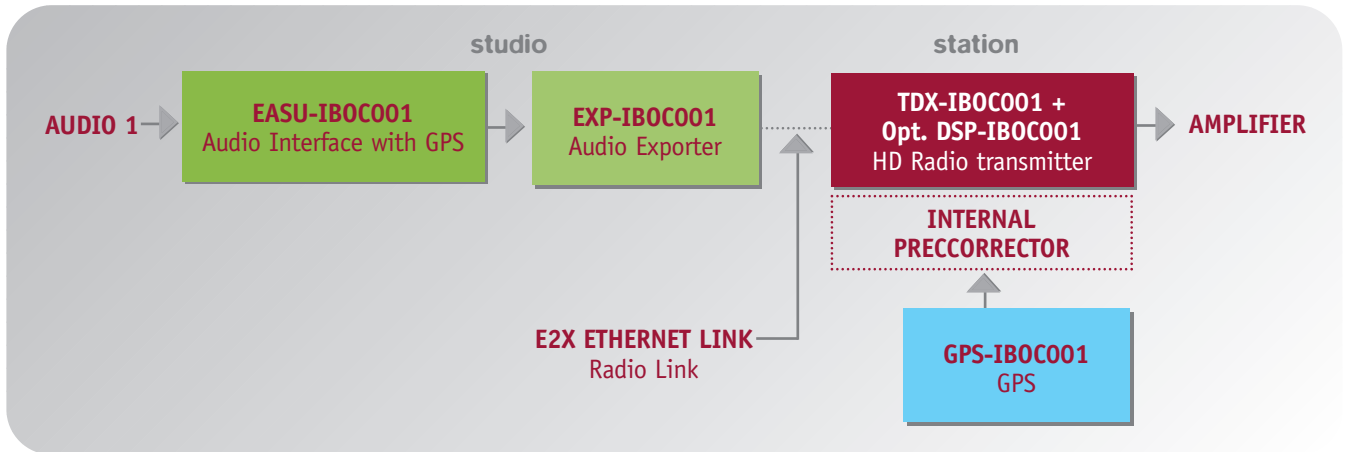 studio
station
AUDIO 1
EASU-IBOC001
Audio Interface with GPS
EXP-IBOC001
Audio Exporter
TDX-IBOC001 +
Opt. DSP-IBOC001
HD Radio transmitter
AMPLIFIER
INTERNAL
PRECCORRECTOR
E2X ETHERNET LINK
Radio Link
GPS-IBOC001
GPS